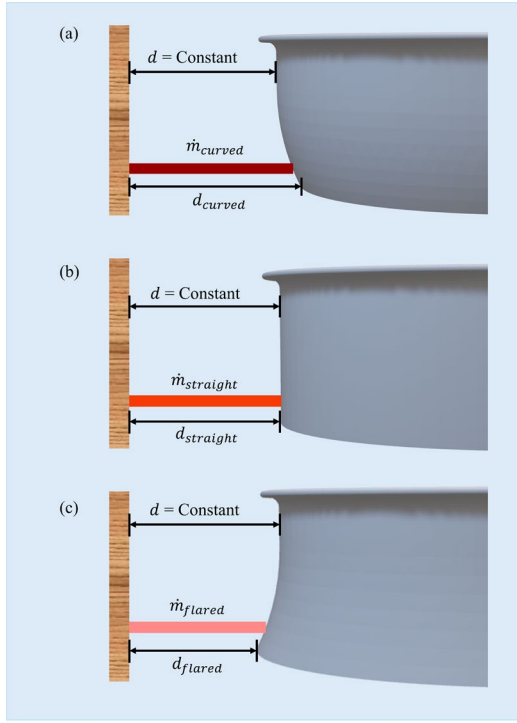 (a)
d = Constant
ṁ_curved
d_curved
(b)
d = Constant
ṁ_straight
d_straight
(c)
d = Constant
ṁ_flared
d_flared